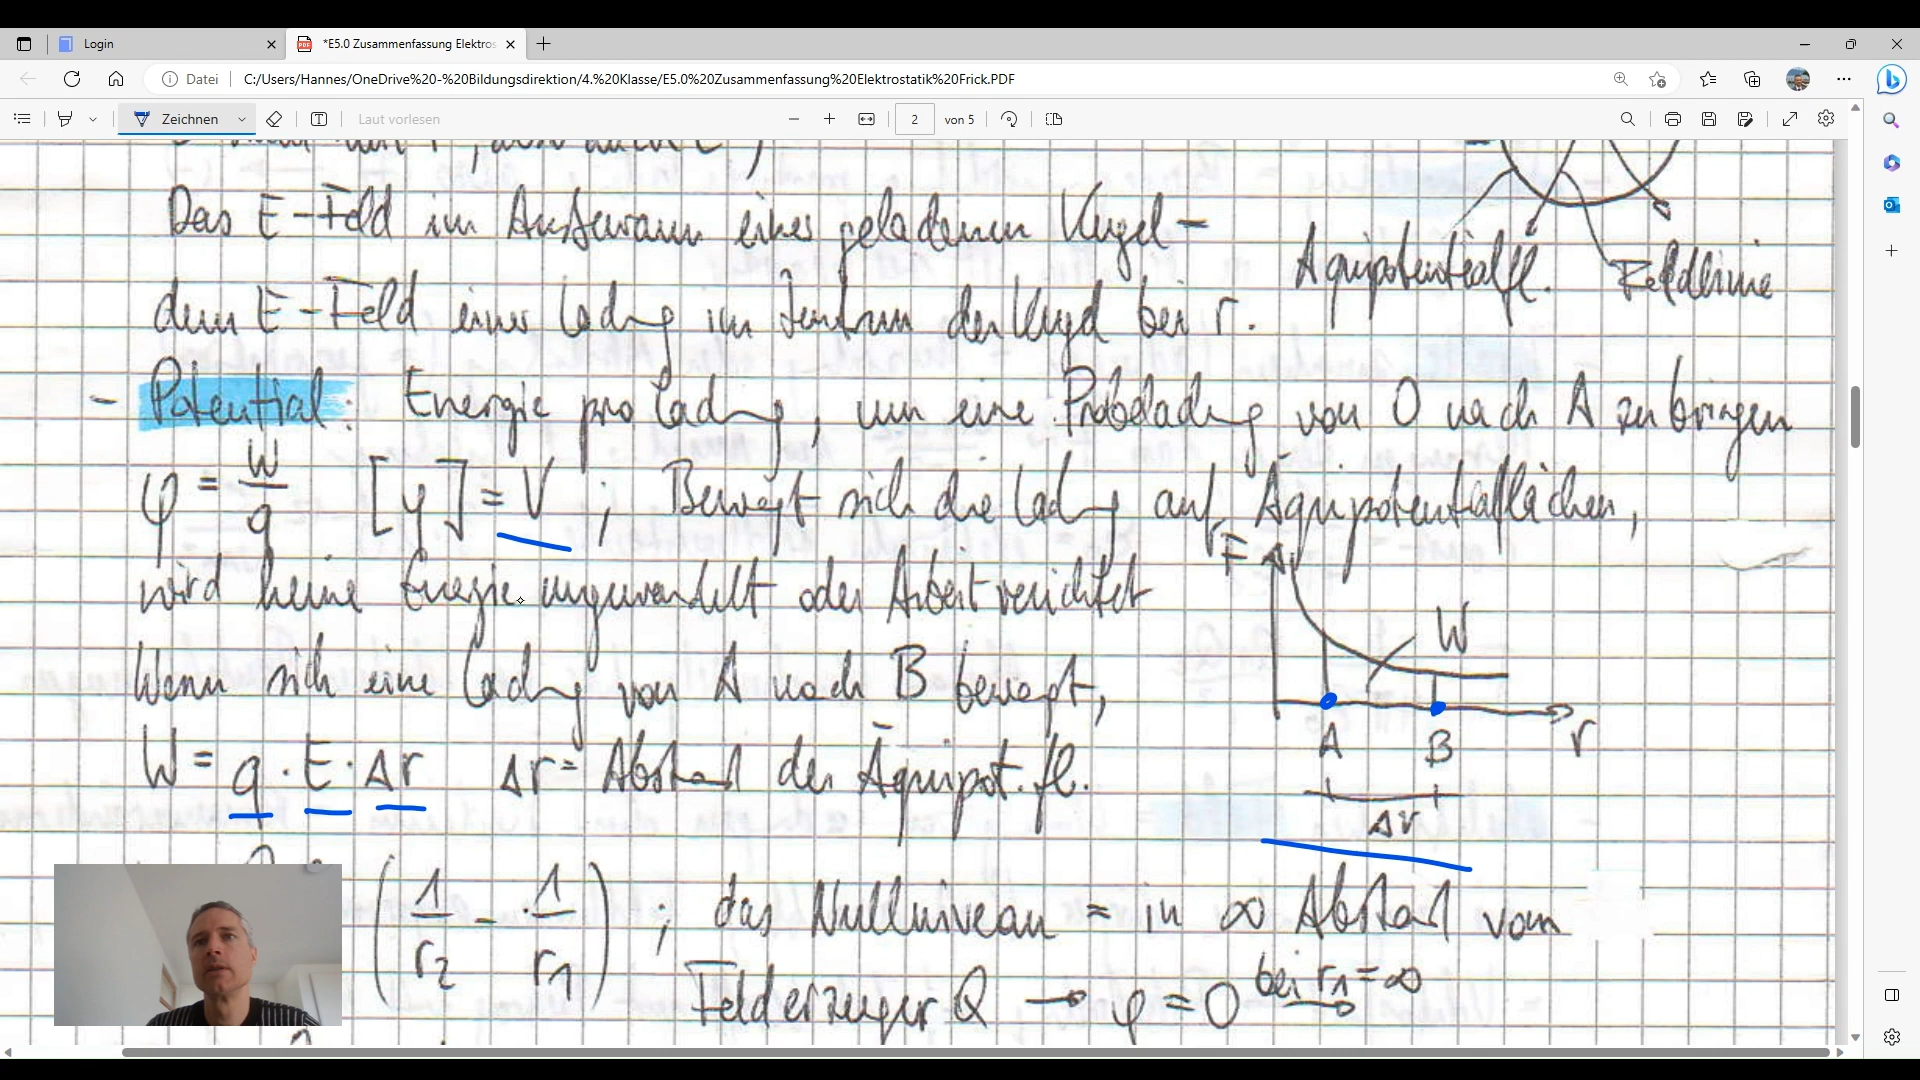 Login
*E5.0 Zusammenfassung Elektros
Datei
C:/Users/Hannes/OneDrive%20-%20Bildungsdirektion/4.%20Klasse/E5.0%20Zusammenfassung%20Elektrostatik%20Frick.PDF
Zeichnen
Laut vorlesen
2 von 5
Das E-Feld im Aussenraum einer geladenen Kugel =
dem E-Feld einer Ladung im Zentrum der Kugel bei r.
Äquipotentialfl. Feldlinie
- Potential: Energie pro Ladung, um eine Probeladung von 0 nach A zu bringen
φ = W/q [φ] = V ; Bewegt sich die Ladung auf Äquipotentialflächen,
wird keine Energie umgewandelt oder Arbeit verichtet
Wenn sich eine Ladung von A nach B bewegt,
W = q · E · Δr Δr = Abstand der Äquipot.fl.
F
W
A B r
Δr
(1/r2 - 1/r1) ; das Nullniveau = in ∞ Abstand vom
Felderzeuger Q → φ = 0 bei r1 = ∞